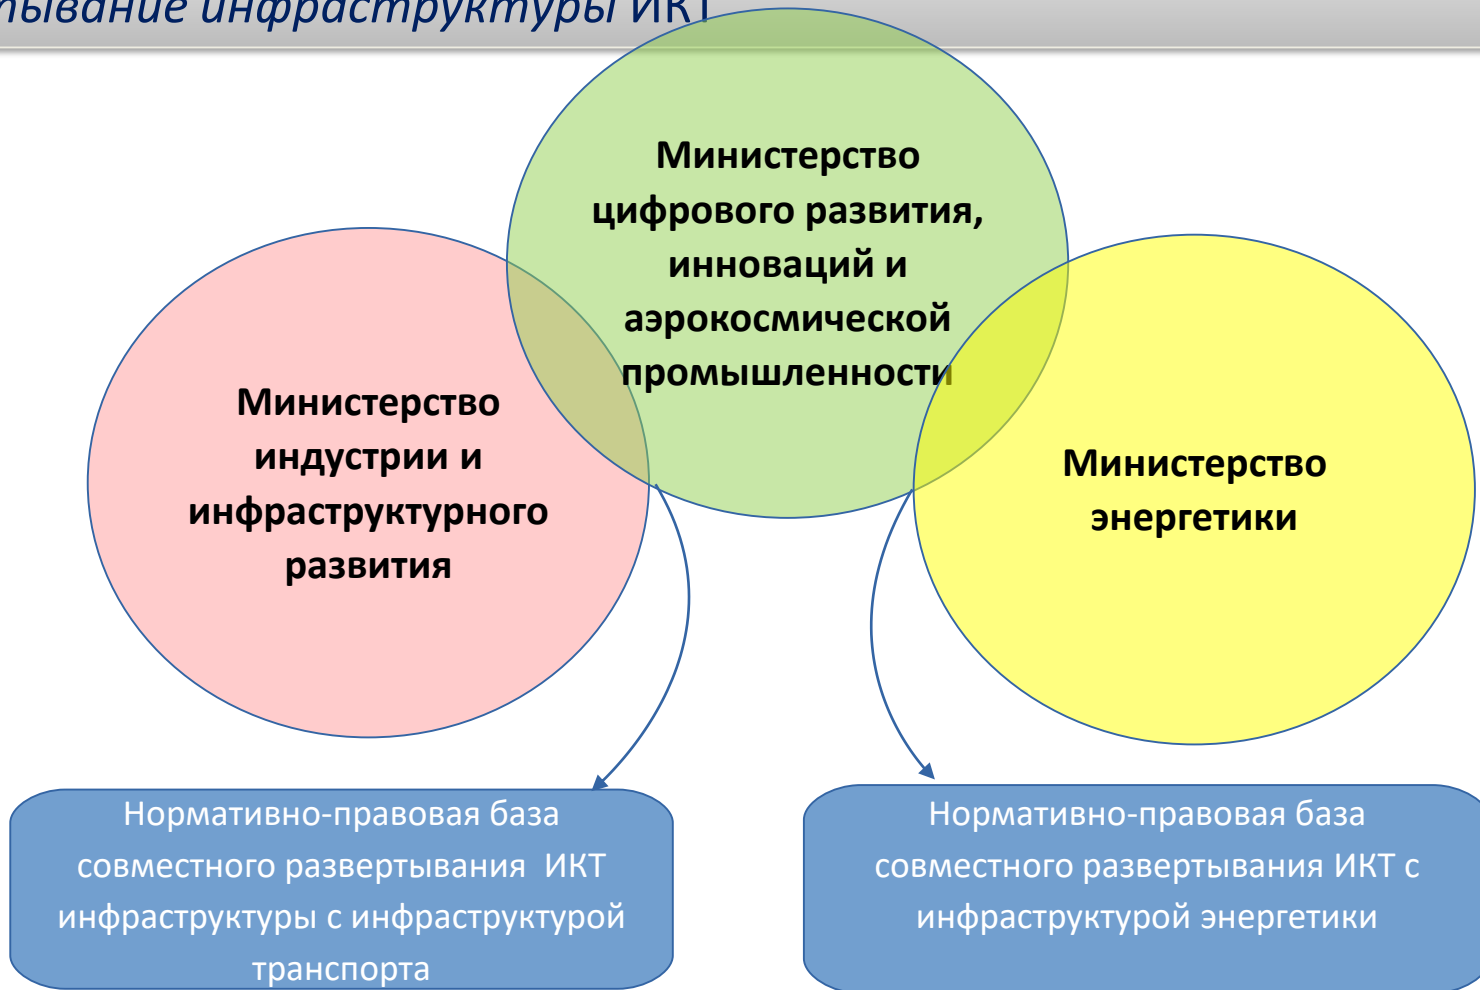 тывание инфраструктуры ИКТ
Министерство
цифрового развития,
инноваций и
аэрокосмической
промышленности
Министерство
индустрии и
инфраструктурного
развития
Министерство
энергетики
Нормативно-правовая база
совместного развертывания ИКТ
инфраструктуры с инфраструктурой
транспорта
Нормативно-правовая база
совместного развертывания ИКТ с
инфраструктурой энергетики